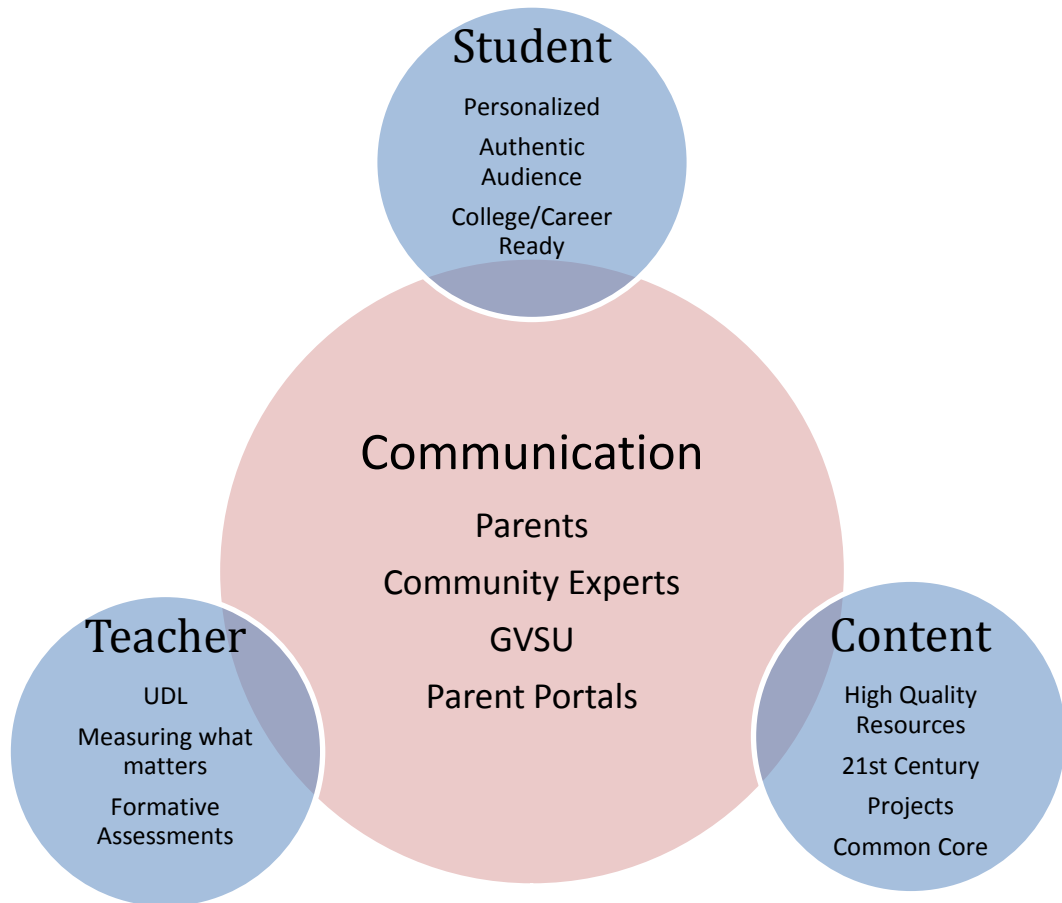 Student
Personalized
Authentic
Audience
College/Career
Ready
Communication
Parents
Community Experts
GVSU
Parent Portals
Teacher
UDL
Measuring what
matters
Formative
Assessments
Content
High Quality
Resources
21st Century
Projects
Common Core